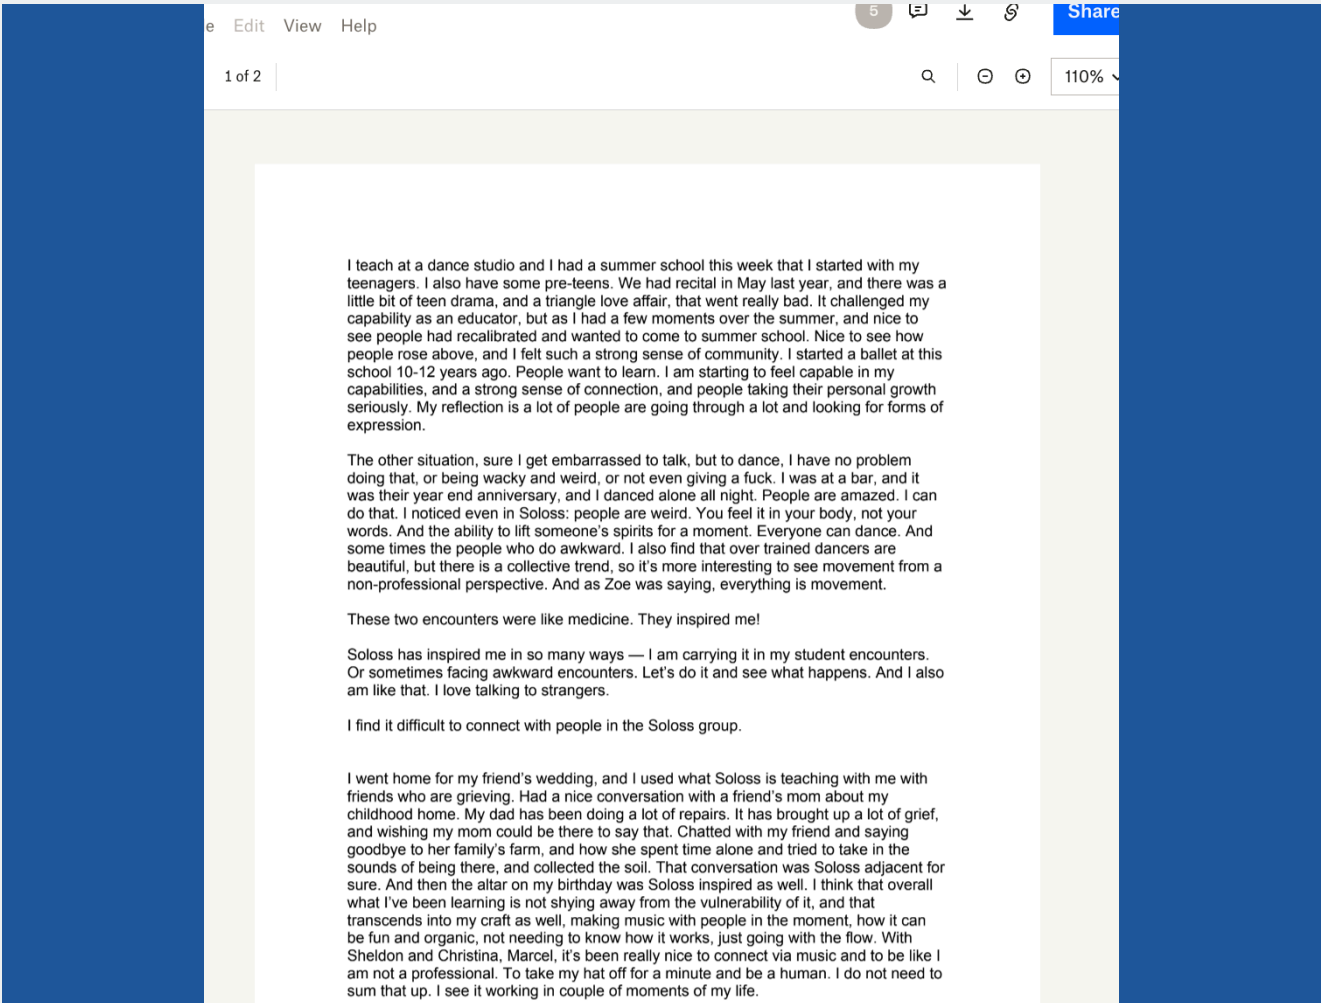 e Edit View Help
5
Share
1 of 2
110%
I teach at a dance studio and I had a summer school this week that I started with my
teenagers. I also have some pre-teens. We had recital in May last year, and there was a
little bit of teen drama, and a triangle love affair, that went really bad. It challenged my
capability as an educator, but as I had a few moments over the summer, and nice to
see people had recalibrated and wanted to come to summer school. Nice to see how
people rose above, and I felt such a strong sense of community. I started a ballet at this
school 10-12 years ago. People want to learn. I am starting to feel capable in my
capabilities, and a strong sense of connection, and people taking their personal growth
seriously. My reflection is a lot of people are going through a lot and looking for forms of
expression.
The other situation, sure I get embarrassed to talk, but to dance, I have no problem
doing that, or being wacky and weird, or not even giving a fuck. I was at a bar, and it
was their year end anniversary, and I danced alone all night. People are amazed. I can
do that. I noticed even in Soloss: people are weird. You feel it in your body, not your
words. And the ability to lift someone's spirits for a moment. Everyone can dance. And
some times the people who do awkward. I also find that over trained dancers are
beautiful, but there is a collective trend, so it's more interesting to see movement from a
non-professional perspective. And as Zoe was saying, everything is movement.
These two encounters were like medicine. They inspired me!
Soloss has inspired me in so many ways — I am carrying it in my student encounters.
Or sometimes facing awkward encounters. Let's do it and see what happens. And I also
am like that. I love talking to strangers.
I find it difficult to connect with people in the Soloss group.
I went home for my friend's wedding, and I used what Soloss is teaching with me with
friends who are grieving. Had a nice conversation with a friend's mom about my
childhood home. My dad has been doing a lot of repairs. It has brought up a lot of grief,
and wishing my mom could be there to say that. Chatted with my friend and saying
goodbye to her family's farm, and how she spent time alone and tried to take in the
sounds of being there, and collected the soil. That conversation was Soloss adjacent for
sure. And then the altar on my birthday was Soloss inspired as well. I think that overall
what I've been learning is not shying away from the vulnerability of it, and that
transcends into my craft as well, making music with people in the moment, how it can
be fun and organic, not needing to know how it works, just going with the flow. With
Sheldon and Christina, Marcel, it's been really nice to connect via music and to be like I
am not a professional. To take my hat off for a minute and be a human. I do not need to
sum that up. I see it working in couple of moments of my life.